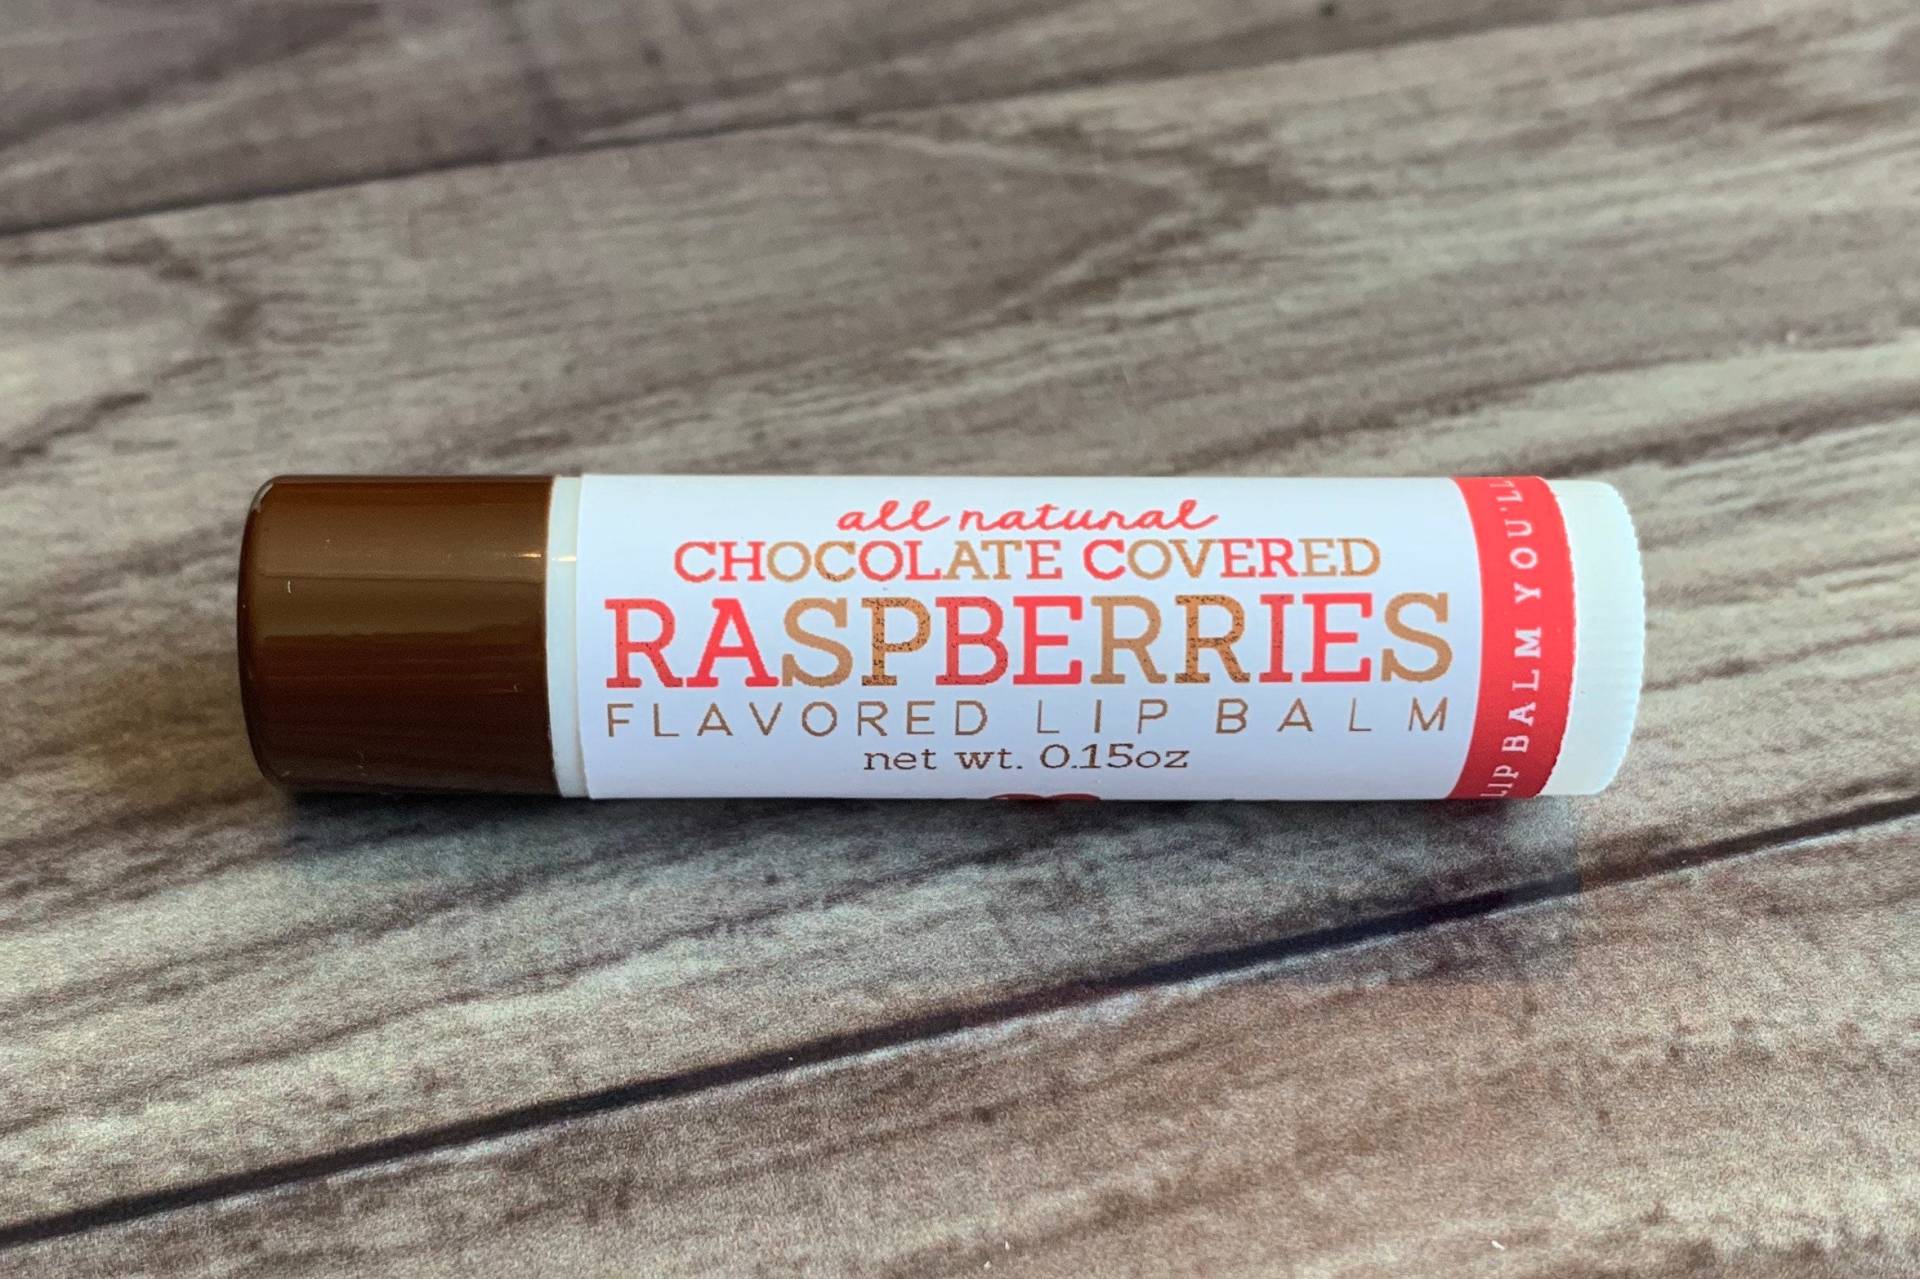 all natural
CHOCOLATE COVERED
RASPBERRIES
FLAVORED LIP BALM
net wt. 0.15oz
LIP BALM YOU'LL